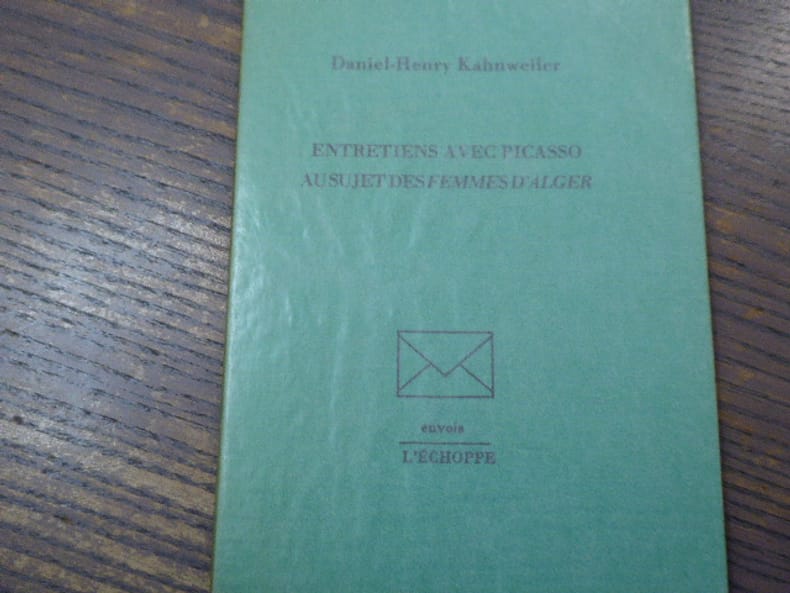 Daniel-Henry Kahnweiler
ENTRETIENS AVEC PICASSO
AU SUJET DES FEMMES D'ALGER
envois
L'ÉCHOPPE